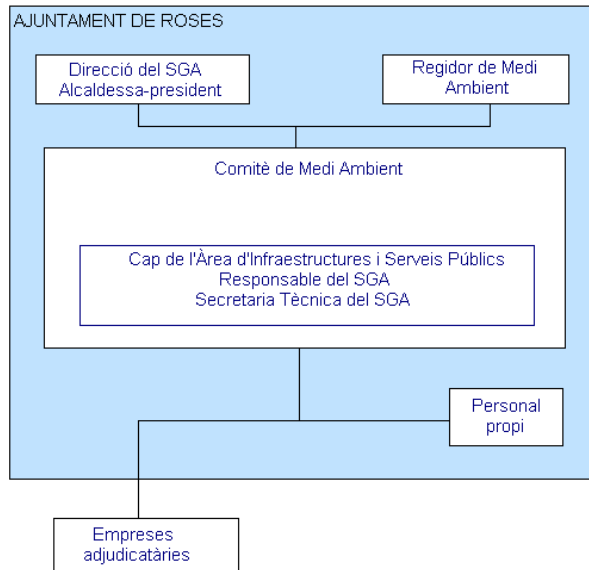 AJUNTAMENT DE ROSES
Direcció del SGA
Alcaldessa-president
Regidor de Medi
Ambient
Comitè de Medi Ambient
Cap de l'Àrea d'Infraestructures i Serveis Públics
Responsable del SGA
Secretaria Tècnica del SGA
Personal
propi
Empreses
adjudicatàries